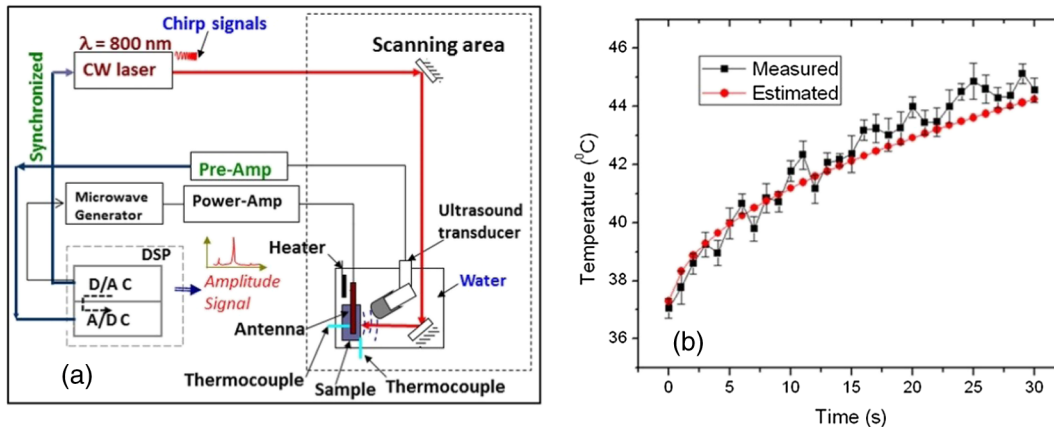 Chirp signals
λ = 800 nm
CW laser
Scanning area
Synchronized
Pre-Amp
Microwave
Generator
Power-Amp
Ultrasound
transducer
Heater
Water
DSP
D/A C
A/D C
Amplitude
Signal
Antenna
(a)
Thermocouple
Sample
Thermocouple
46
44
42
40
38
36
Temperature (⁰C)
Measured
Estimated
(b)
0 5 10 15 20 25 30
Time (s)